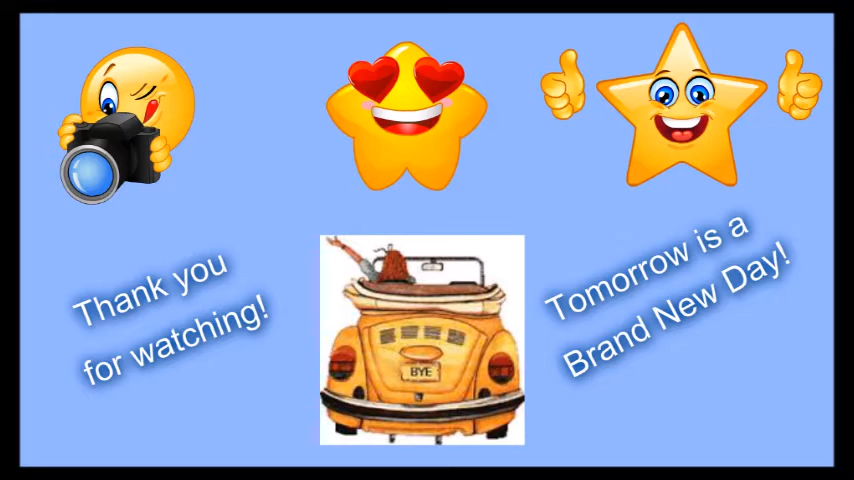 Thank you
for watching!
BYE
Tomorrow is a
Brand New Day!